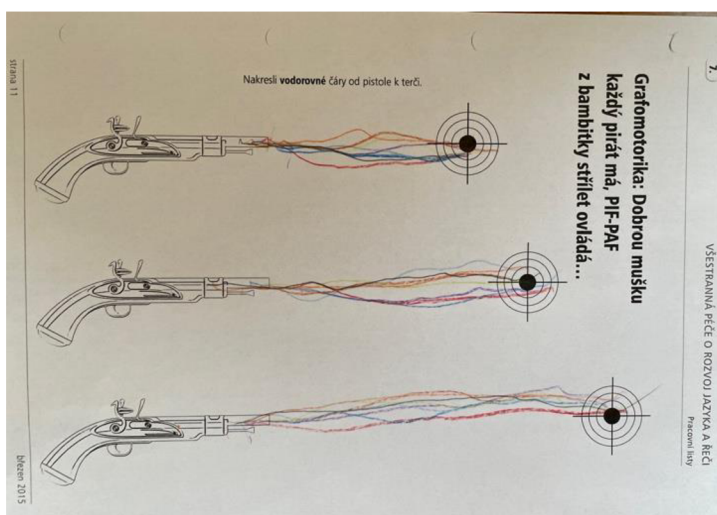 7.
VŠESTRANNÁ PÉČE O ROZVOJ JAZYKA A ŘEČI
Pracovní listy
Grafomotorika: Dobrou mušku
každý pirát má, PIF-PAF
z bambitky střílet ovládá...
Nakresli vodorovné čáry od pistole k terči.
strana 11
březen 2015